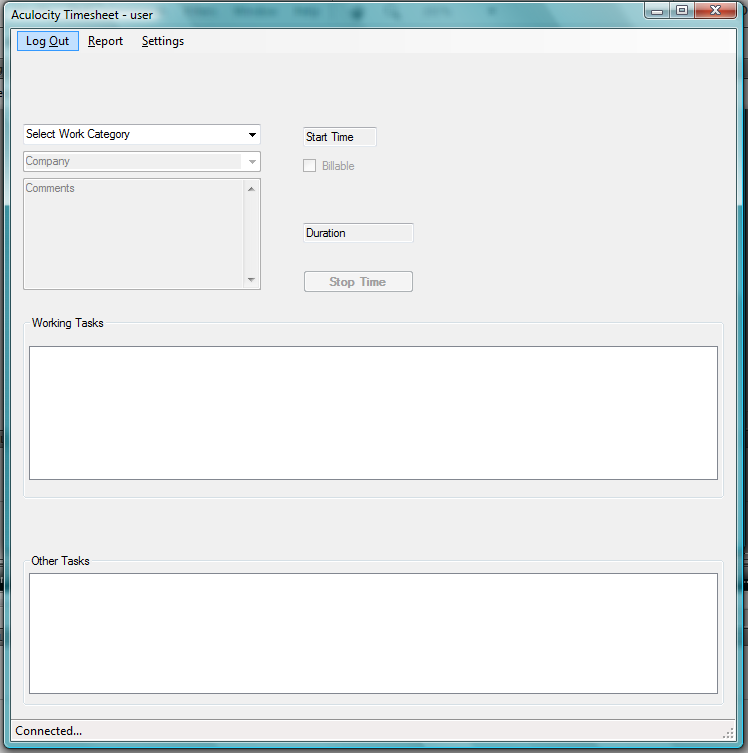 Aculocity Timesheet - user
Log Out Report Settings
Select Work Category
Start Time
Company
Billable
Comments
Duration
Stop Time
Working Tasks
Other Tasks
Connected...